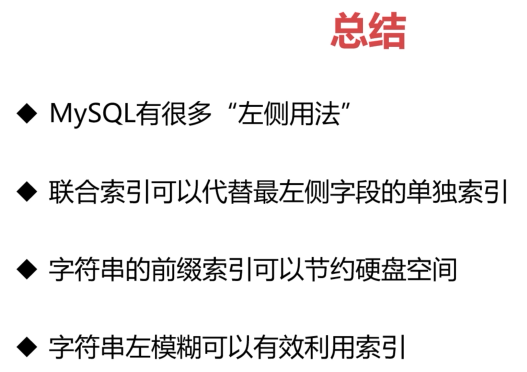 总结
◆ MySQL有很多“左侧用法”
◆ 联合索引可以代替最左侧字段的单独索引
◆ 字符串的前缀索引可以节约硬盘空间
◆ 字符串左模糊可以有效利用索引